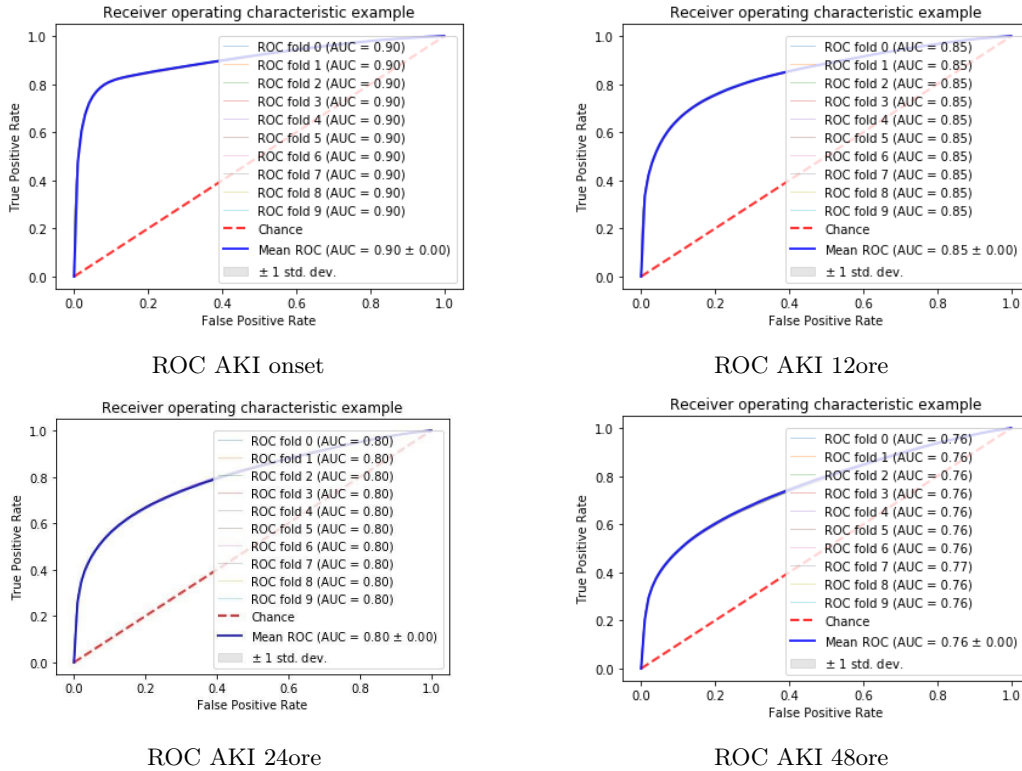 Receiver operating characteristic example
True Positive Rate
1.0
0.8
0.6
0.4
0.2
0.0
ROC fold 0 (AUC = 0.90)
ROC fold 1 (AUC = 0.90)
ROC fold 2 (AUC = 0.90)
ROC fold 3 (AUC = 0.90)
ROC fold 4 (AUC = 0.90)
ROC fold 5 (AUC = 0.90)
ROC fold 6 (AUC = 0.90)
ROC fold 7 (AUC = 0.90)
ROC fold 8 (AUC = 0.90)
ROC fold 9 (AUC = 0.90)
Chance
Mean ROC (AUC = 0.90 ± 0.00)
± 1 std. dev.
0.0 0.2 0.4 0.6 0.8 1.0
False Positive Rate
ROC AKI onset
Receiver operating characteristic example
True Positive Rate
1.0
0.8
0.6
0.4
0.2
0.0
ROC fold 0 (AUC = 0.85)
ROC fold 1 (AUC = 0.85)
ROC fold 2 (AUC = 0.85)
ROC fold 3 (AUC = 0.85)
ROC fold 4 (AUC = 0.85)
ROC fold 5 (AUC = 0.85)
ROC fold 6 (AUC = 0.85)
ROC fold 7 (AUC = 0.85)
ROC fold 8 (AUC = 0.85)
ROC fold 9 (AUC = 0.85)
Chance
Mean ROC (AUC = 0.85 ± 0.00)
± 1 std. dev.
0.0 0.2 0.4 0.6 0.8 1.0
False Positive Rate
ROC AKI 12ore
Receiver operating characteristic example
True Positive Rate
1.0
0.8
0.6
0.4
0.2
0.0
ROC fold 0 (AUC = 0.80)
ROC fold 1 (AUC = 0.80)
ROC fold 2 (AUC = 0.80)
ROC fold 3 (AUC = 0.80)
ROC fold 4 (AUC = 0.80)
ROC fold 5 (AUC = 0.80)
ROC fold 6 (AUC = 0.80)
ROC fold 7 (AUC = 0.80)
ROC fold 8 (AUC = 0.80)
ROC fold 9 (AUC = 0.80)
Chance
Mean ROC (AUC = 0.80 ± 0.00)
± 1 std. dev.
0.0 0.2 0.4 0.6 0.8 1.0
False Positive Rate
ROC AKI 24ore
Receiver operating characteristic example
True Positive Rate
1.0
0.8
0.6
0.4
0.2
0.0
ROC fold 0 (AUC = 0.76)
ROC fold 1 (AUC = 0.76)
ROC fold 2 (AUC = 0.76)
ROC fold 3 (AUC = 0.76)
ROC fold 4 (AUC = 0.76)
ROC fold 5 (AUC = 0.76)
ROC fold 6 (AUC = 0.76)
ROC fold 7 (AUC = 0.77)
ROC fold 8 (AUC = 0.76)
ROC fold 9 (AUC = 0.76)
Chance
Mean ROC (AUC = 0.76 ± 0.00)
± 1 std. dev.
0.0 0.2 0.4 0.6 0.8 1.0
False Positive Rate
ROC AKI 48ore